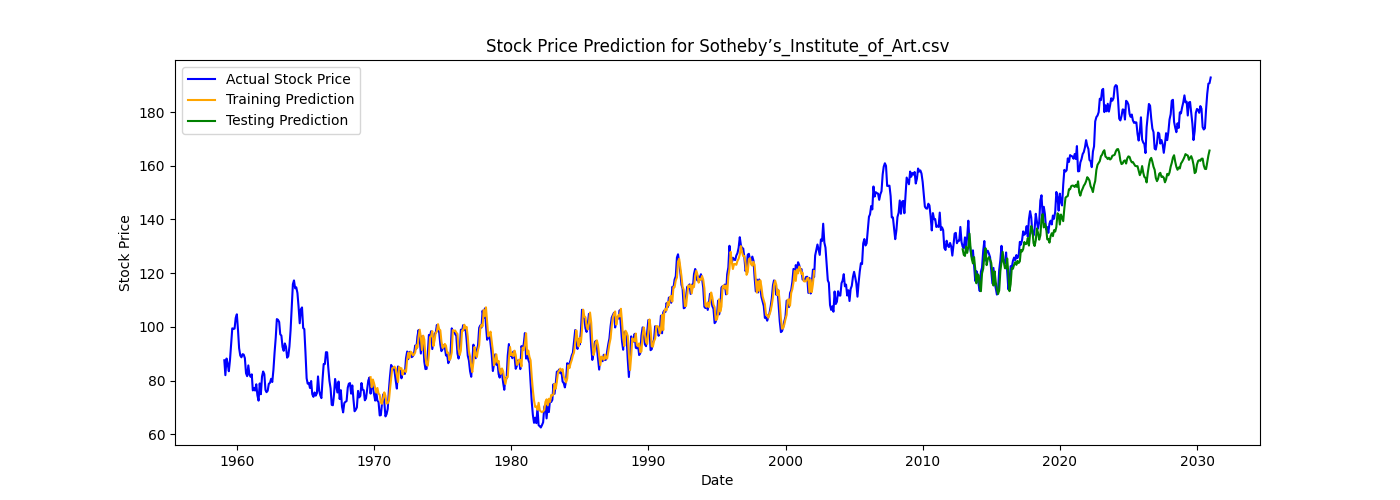 Stock Price Prediction for Sotheby’s_Institute_of_Art.csv
Actual Stock Price
Training Prediction
Testing Prediction
Stock Price
180
160
140
120
100
80
60
1960 1970 1980 1990 2000 2010 2020 2030
Date